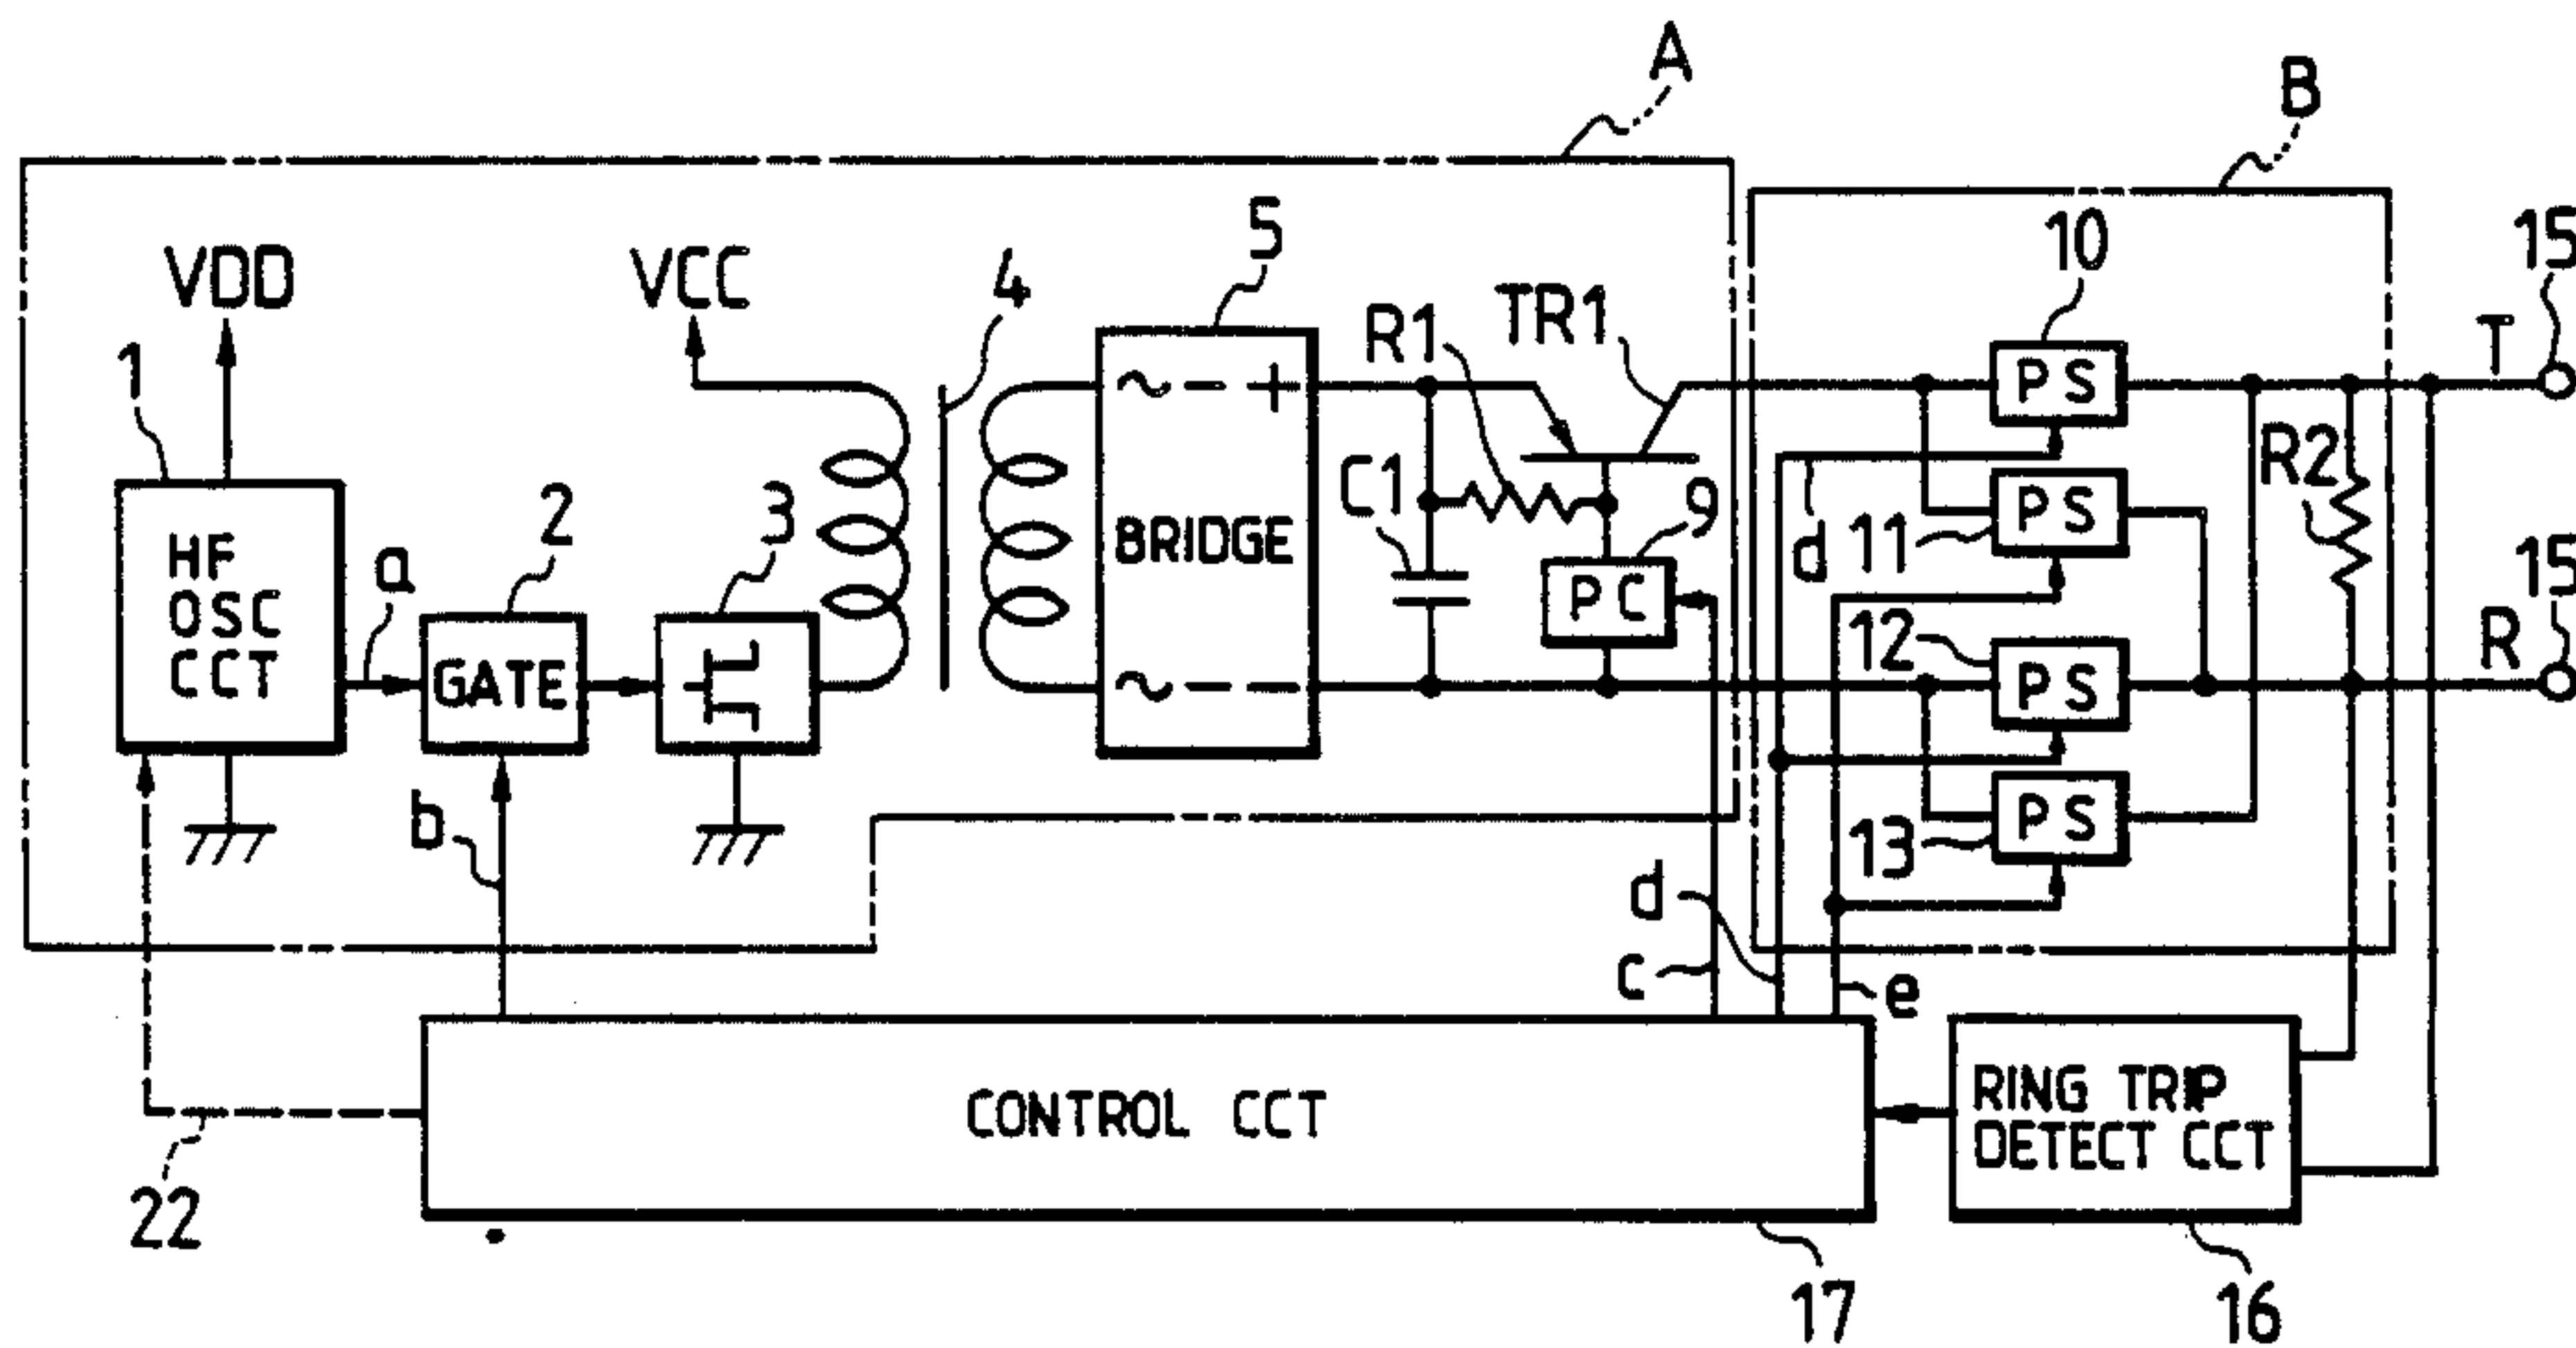 A
B
VDD
VCC
4
5
R1
TR1
10
15
T
1
HF
OSC
CCT
a
2
GATE
3
BRIDGE
C1
9
PC
PS
d
11
PS
R2
15
R
12
PS
13
PS
b
c
d
e
CONTROL CCT
RING TRIP
DETECT CCT
22
17
16